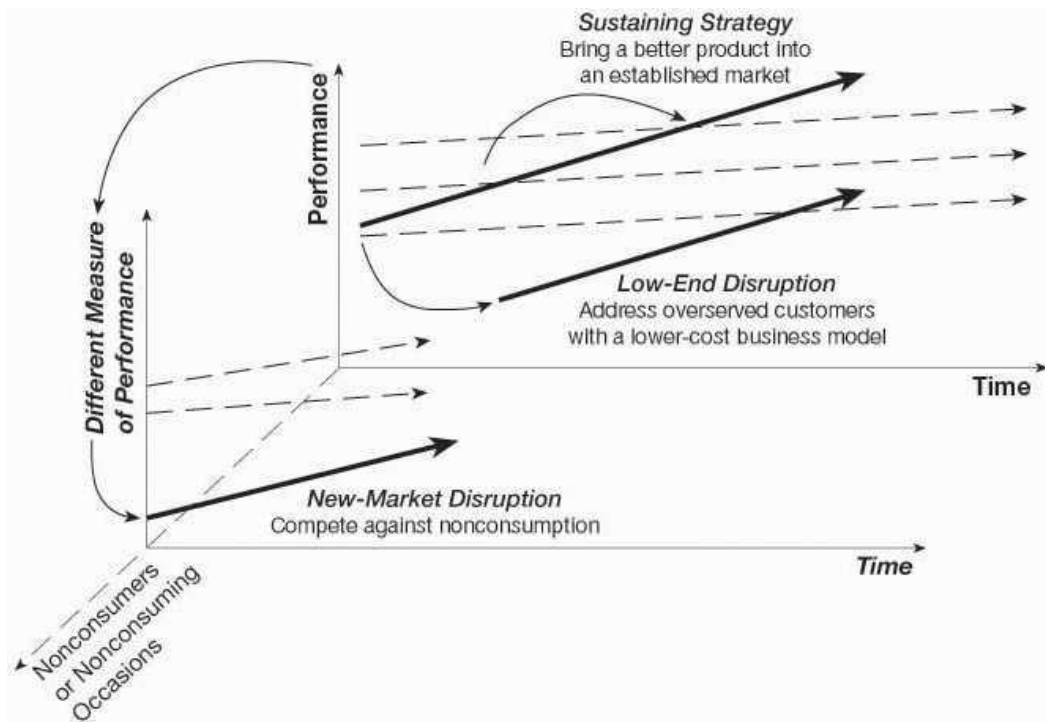 Sustaining Strategy
Bring a better product into
an established market
Performance
Different Measure
of Performance
Low-End Disruption
Address overserved customers
with a lower-cost business model
Time
New-Market Disruption
Compete against nonconsumption
Time
Nonconsumers
or Nonconsuming
Occasions